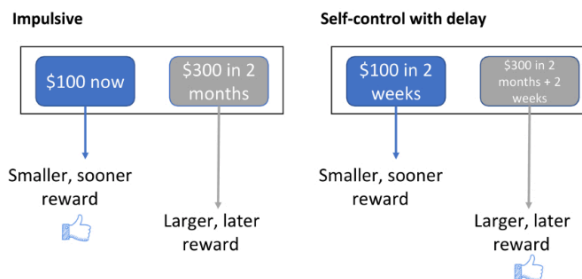 Impulsive
$100 now
$300 in 2
months
Smaller, sooner
reward
Larger, later
reward
Self-control with delay
$100 in 2
weeks
$300 in 2
months + 2
weeks
Smaller, sooner
reward
Larger, later
reward